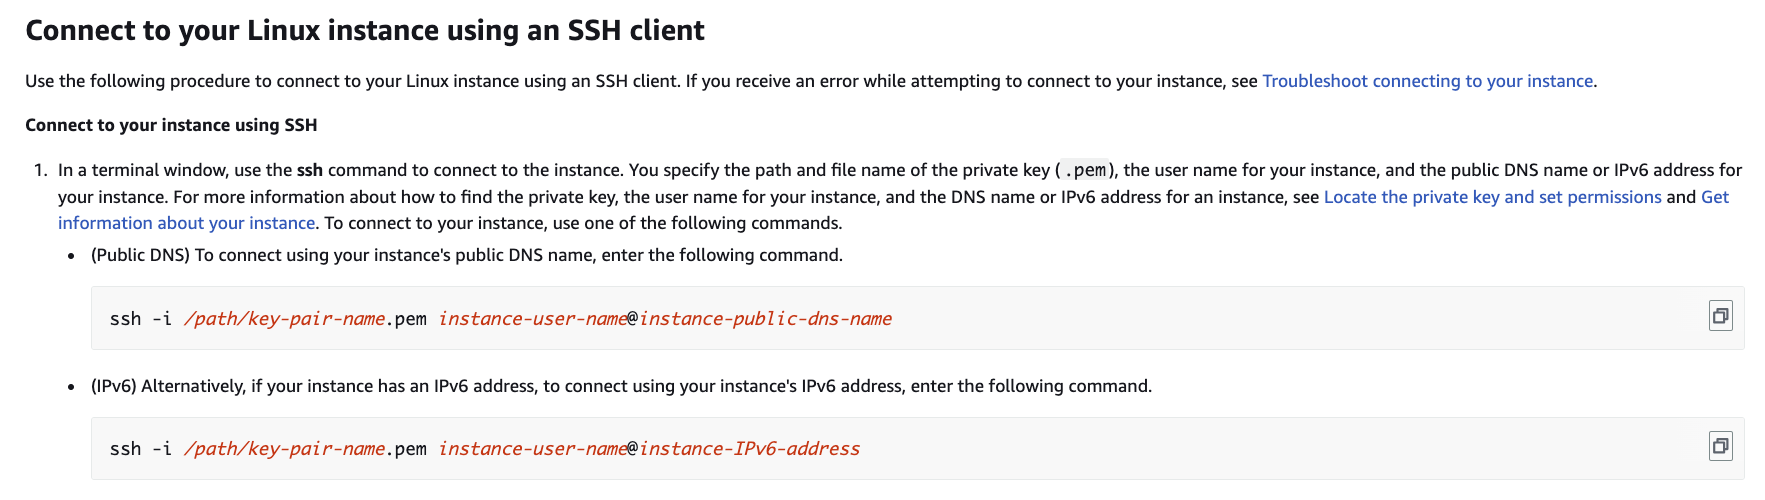 Connect to your Linux instance using an SSH client
Use the following procedure to connect to your Linux instance using an SSH client. If you receive an error while attempting to connect to your instance, see Troubleshoot connecting to your instance.
Connect to your instance using SSH
1. In a terminal window, use the ssh command to connect to the instance. You specify the path and file name of the private key (.pem), the user name for your instance, and the public DNS name or IPv6 address for
your instance. For more information about how to find the private key, the user name for your instance, and the DNS name or IPv6 address for an instance, see Locate the private key and set permissions and Get
information about your instance. To connect to your instance, use one of the following commands.
• (Public DNS) To connect using your instance's public DNS name, enter the following command.
ssh -i /path/key-pair-name.pem instance-user-name@instance-public-dns-name
• (IPv6) Alternatively, if your instance has an IPv6 address, to connect using your instance's IPv6 address, enter the following command.
ssh -i /path/key-pair-name.pem instance-user-name@instance-IPv6-address